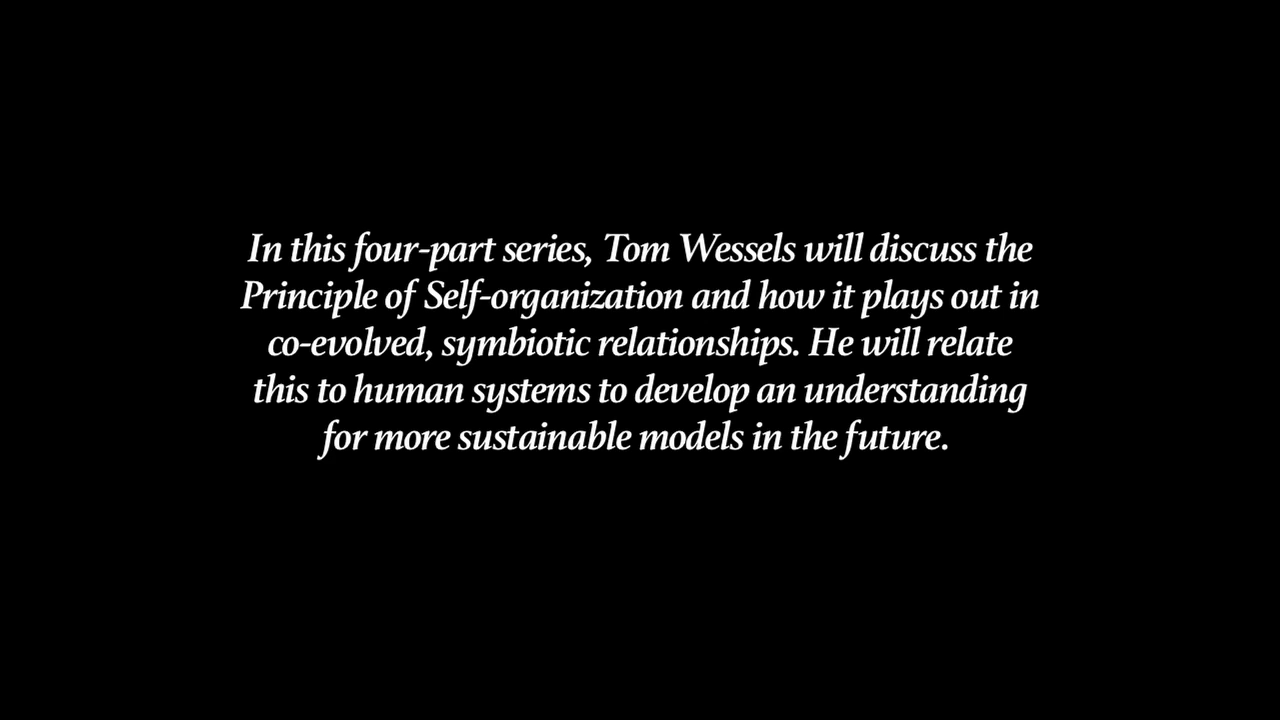 In this four-part series, Tom Wessels will discuss the
Principle of Self-organization and how it plays out in
co-evolved, symbiotic relationships. He will relate
this to human systems to develop an understanding
for more sustainable models in the future.